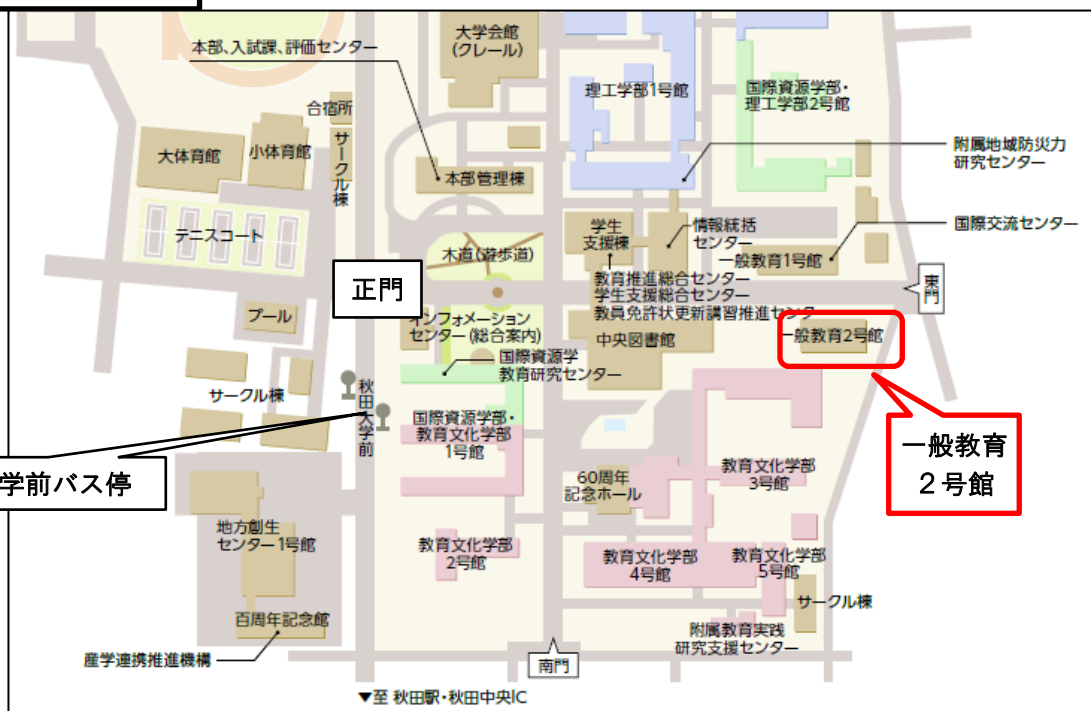 大学会館
(クレール)
本部、入試課、評価センター
理工学部1号館
国際資源学部・
理工学部2号館
合宿所
サークル棟
大体育館
小体育館
附属地域防災力
研究センター
本部管理棟
テニスコート
学生
支援棟
情報統括
センター
国際交流センター
木道(遊歩道)
一般教育1号館
正門
教育推進総合センター
学生支援総合センター
教員免許状更新講習推進センター
東門
プール
インフォメーション
センター(総合案内)
中央図書館
一般教育2号館
国際資源学
教育研究センター
サークル棟
秋田大学前
国際資源学部・
教育文化学部
1号館
一般教育
2号館
学前バス停
60周年
記念ホール
教育文化学部
3号館
地方創生
センター1号館
教育文化学部
2号館
教育文化学部
4号館
教育文化学部
5号館
サークル棟
百周年記念館
附属教育実践
研究支援センター
産学連携推進機構
南門
▼至 秋田駅・秋田中央IC